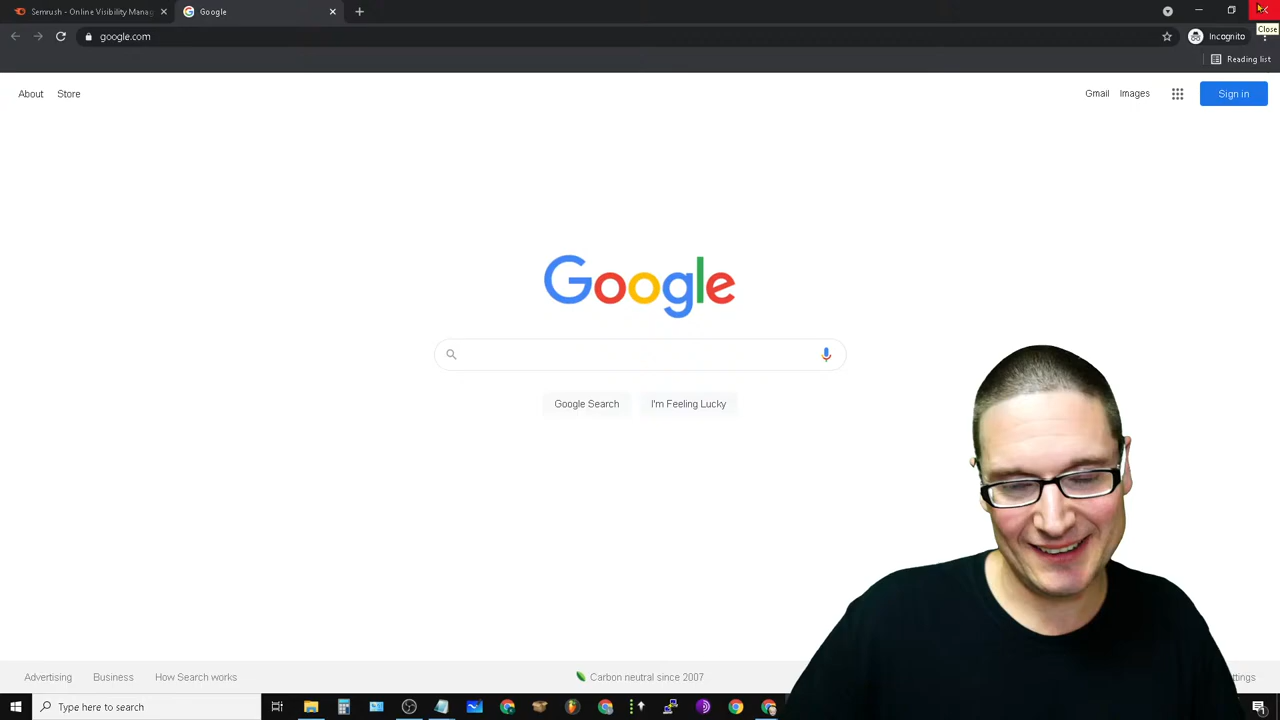 Semrush - Online Visibility Manag
Google
google.com
Incognito
Close
Reading list
About
Store
Gmail
Images
Sign in
Google
Google Search
I'm Feeling Lucky
Advertising
Business
How Search works
Carbon neutral since 2007
ttings
Type here to search